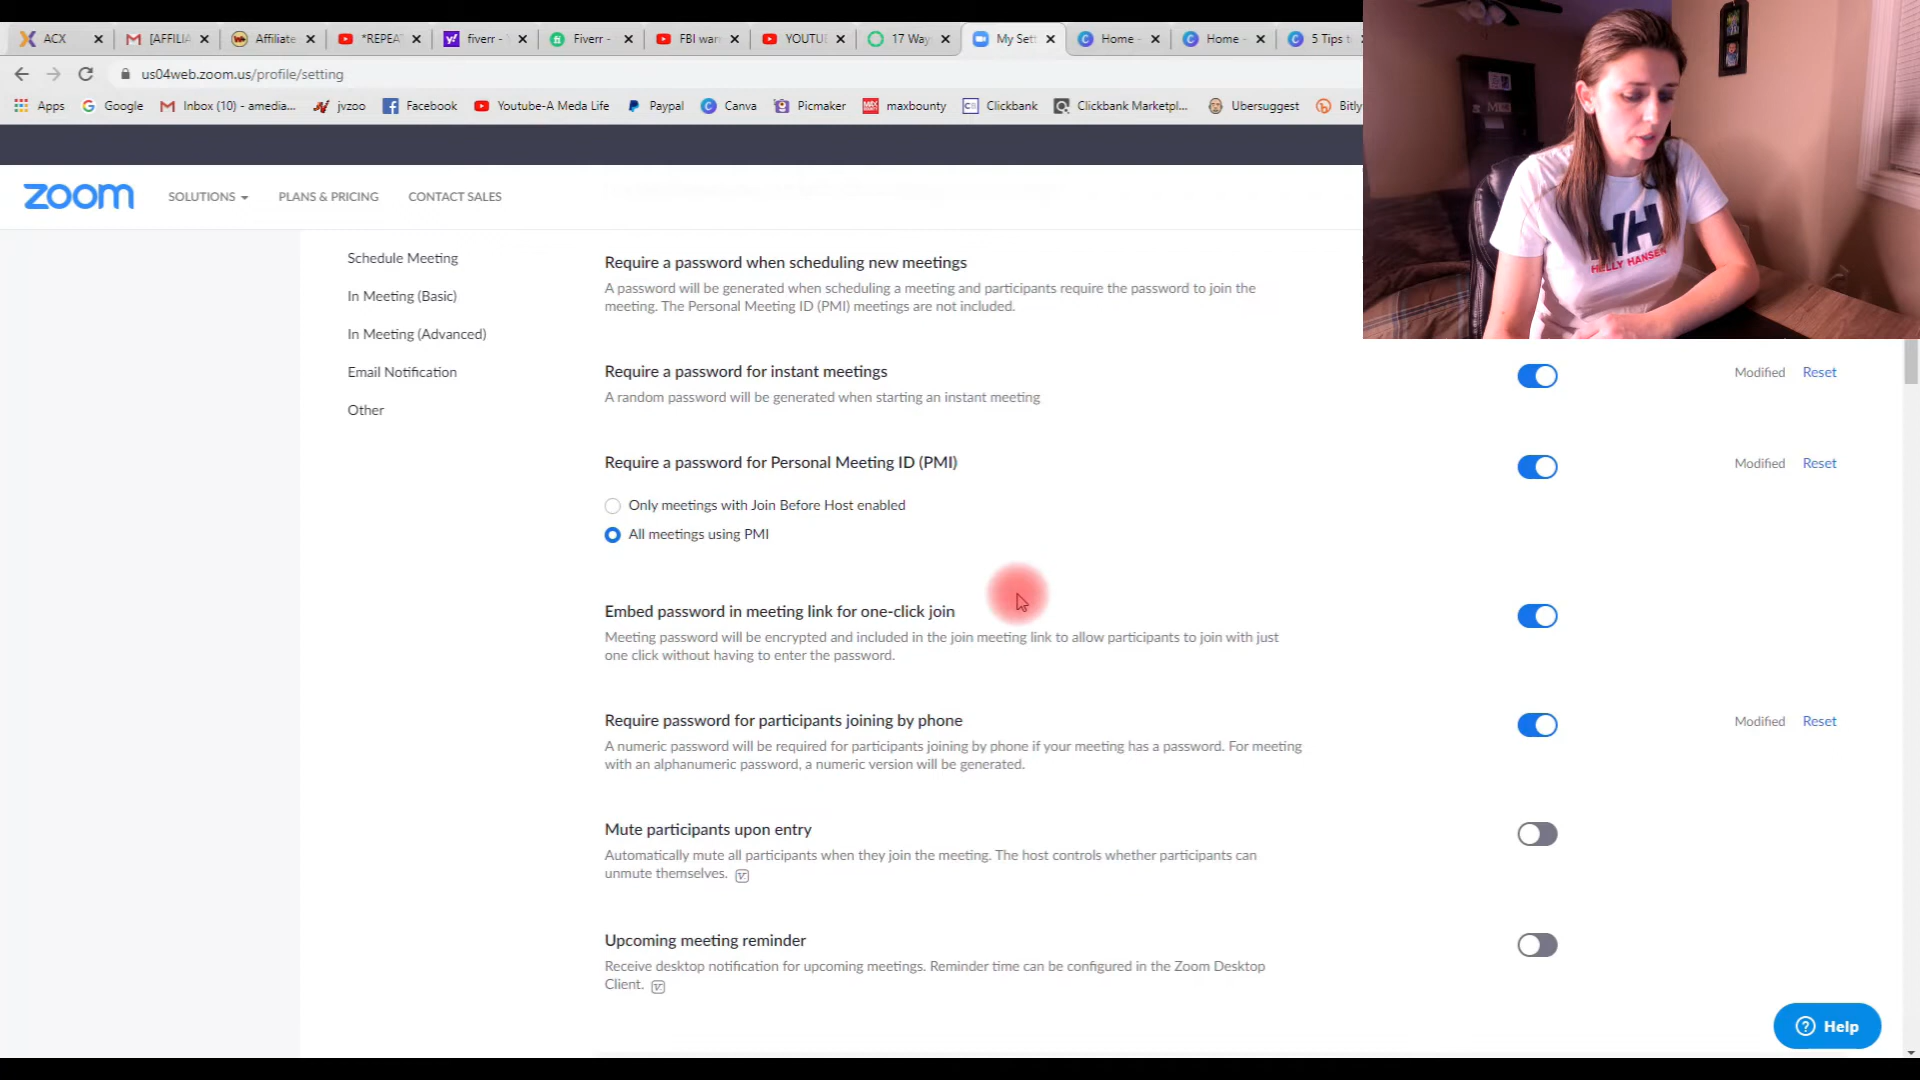 ACX
[AFFILIA
Affiliate
*REPEA
fiverr -
Fiverr -
FBI war
YOUTU
17 Way
My Set
Home -
Home -
5 Tips t
us04web.zoom.us/profile/setting
Apps
Google
Inbox (10) - amedia...
jvzoo
Facebook
Youtube-A Meda Life
Paypal
Canva
Picmaker
maxbounty
Clickbank
Clickbank Marketpl...
Ubersuggest
Bitly
zoom
SOLUTIONS
PLANS & PRICING
CONTACT SALES
HH
HELLY HANSEN
Schedule Meeting
In Meeting (Basic)
In Meeting (Advanced)
Email Notification
Other
Require a password when scheduling new meetings
A password will be generated when scheduling a meeting and participants require the password to join the
meeting. The Personal Meeting ID (PMI) meetings are not included.
Require a password for instant meetings
A random password will be generated when starting an instant meeting
Modified Reset
Require a password for Personal Meeting ID (PMI)
Modified Reset
Only meetings with Join Before Host enabled
All meetings using PMI
Embed password in meeting link for one-click join
Meeting password will be encrypted and included in the join meeting link to allow participants to join with just
one click without having to enter the password.
Require password for participants joining by phone
Modified Reset
A numeric password will be required for participants joining by phone if your meeting has a password. For meeting
with an alphanumeric password, a numeric version will be generated.
Mute participants upon entry
Automatically mute all participants when they join the meeting. The host controls whether participants can
unmute themselves.
Upcoming meeting reminder
Receive desktop notification for upcoming meetings. Reminder time can be configured in the Zoom Desktop
Client.
Help